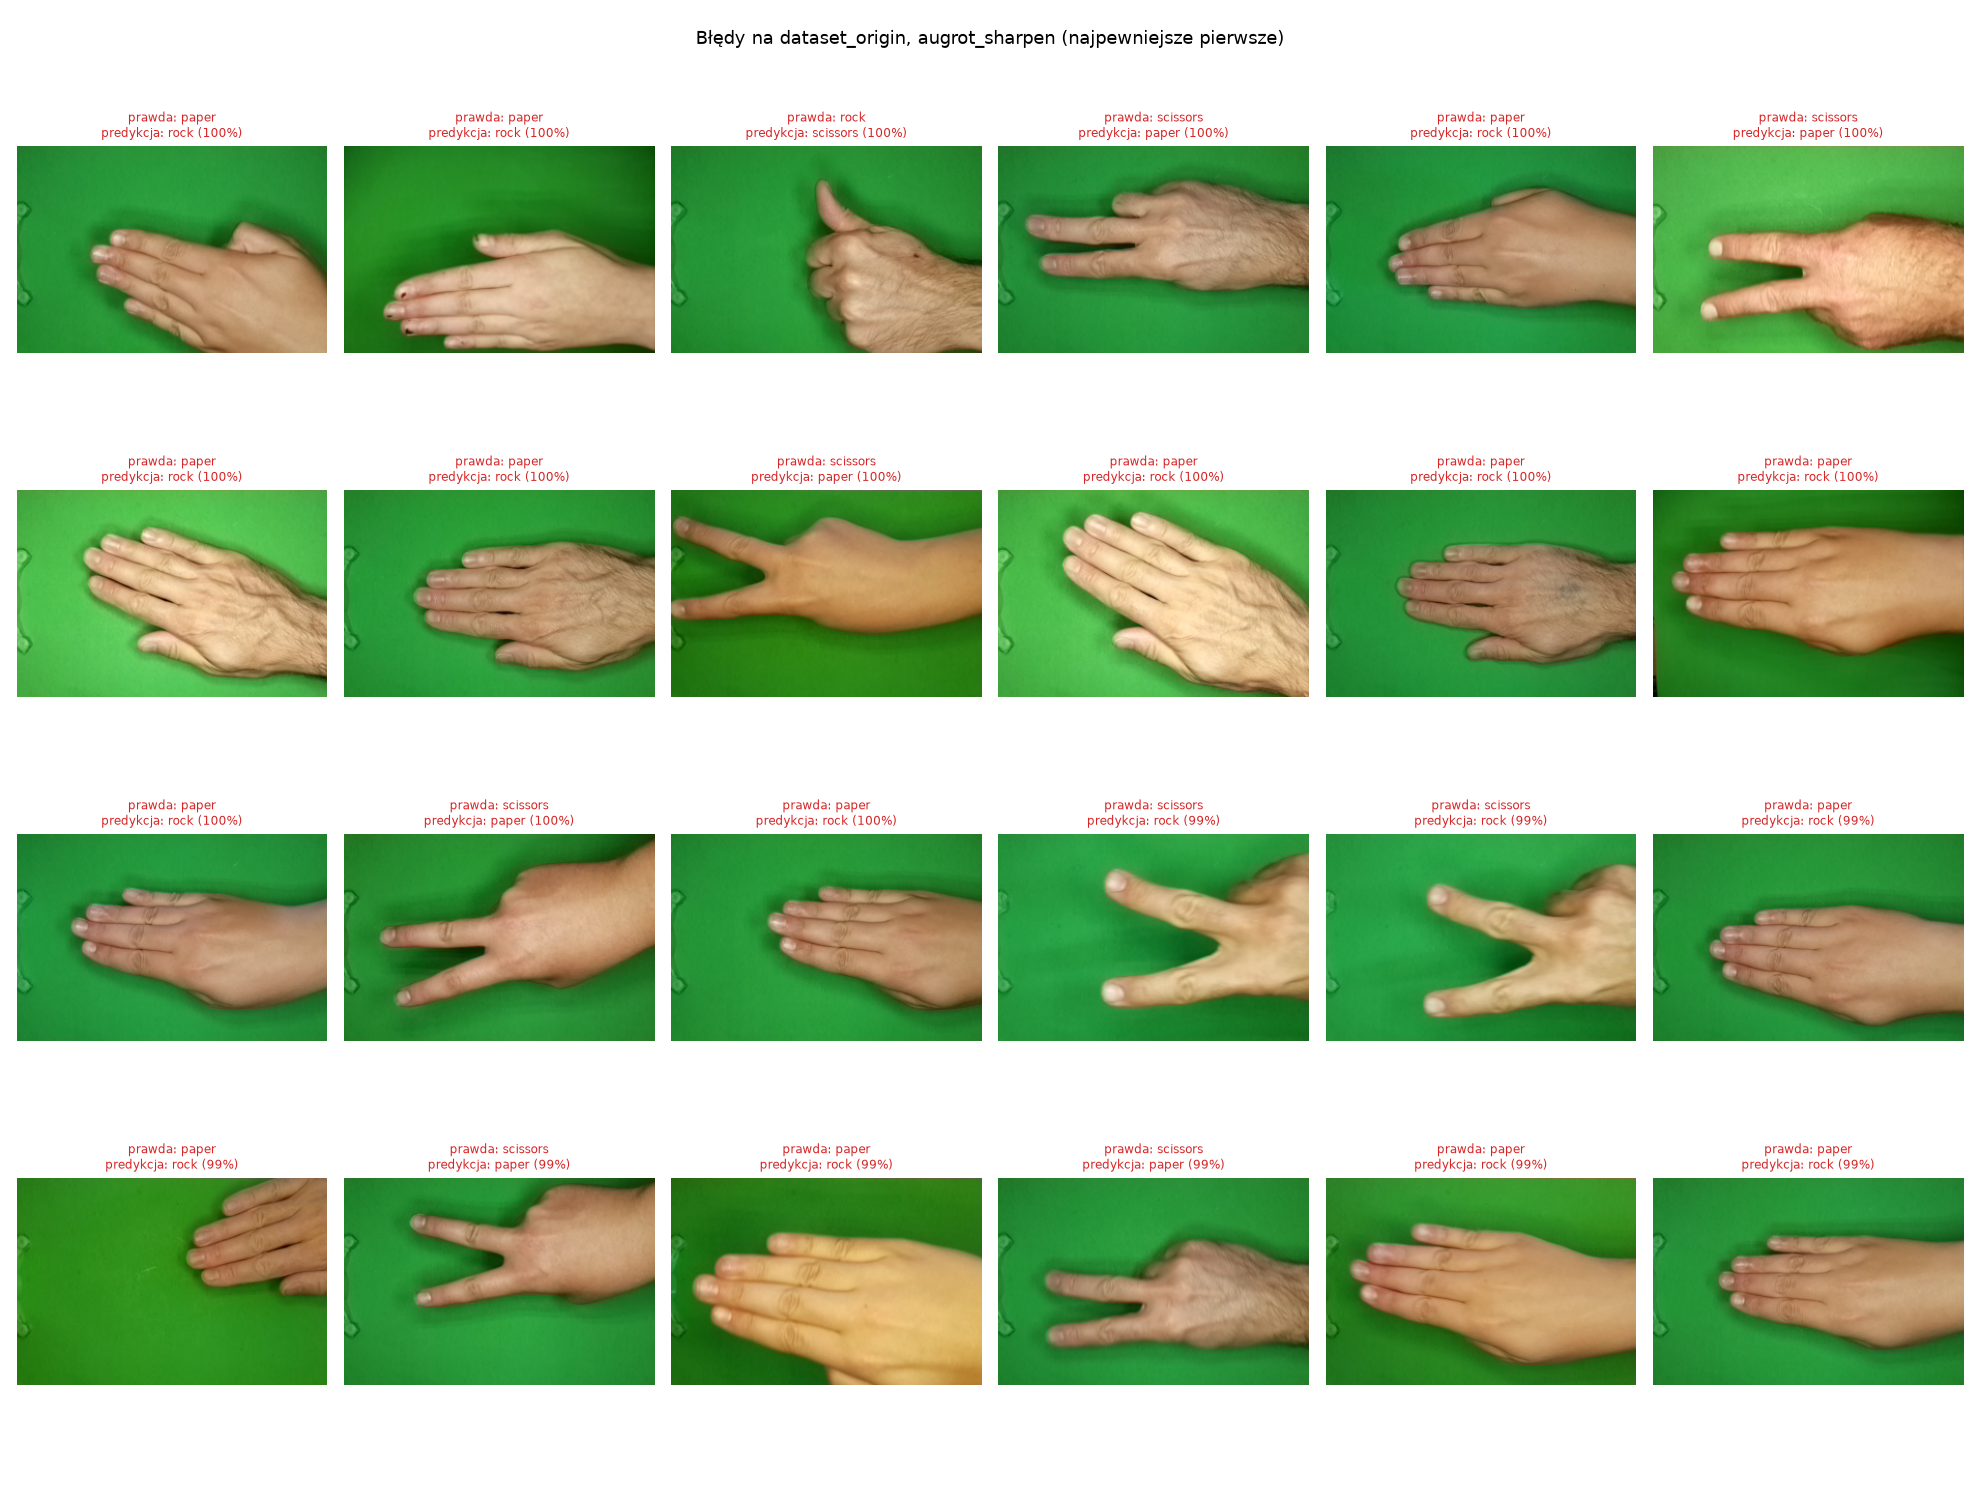 Błędy na dataset_origin, augrot_sharpen (najpewniejsze pierwsze)
prawda: paper
predykcja: rock (100%)
prawda: paper
predykcja: rock (100%)
prawda: rock
predykcja: scissors (100%)
prawda: scissors
predykcja: paper (100%)
prawda: paper
predykcja: rock (100%)
prawda: scissors
predykcja: paper (100%)
prawda: paper
predykcja: rock (100%)
prawda: paper
predykcja: rock (100%)
prawda: scissors
predykcja: paper (100%)
prawda: paper
predykcja: rock (100%)
prawda: paper
predykcja: rock (100%)
prawda: paper
predykcja: rock (100%)
prawda: paper
predykcja: rock (100%)
prawda: scissors
predykcja: paper (100%)
prawda: paper
predykcja: rock (100%)
prawda: scissors
predykcja: rock (99%)
prawda: scissors
predykcja: rock (99%)
prawda: paper
predykcja: rock (99%)
prawda: paper
predykcja: rock (99%)
prawda: scissors
predykcja: paper (99%)
prawda: paper
predykcja: rock (99%)
prawda: scissors
predykcja: paper (99%)
prawda: paper
predykcja: rock (99%)
prawda: paper
predykcja: rock (99%)